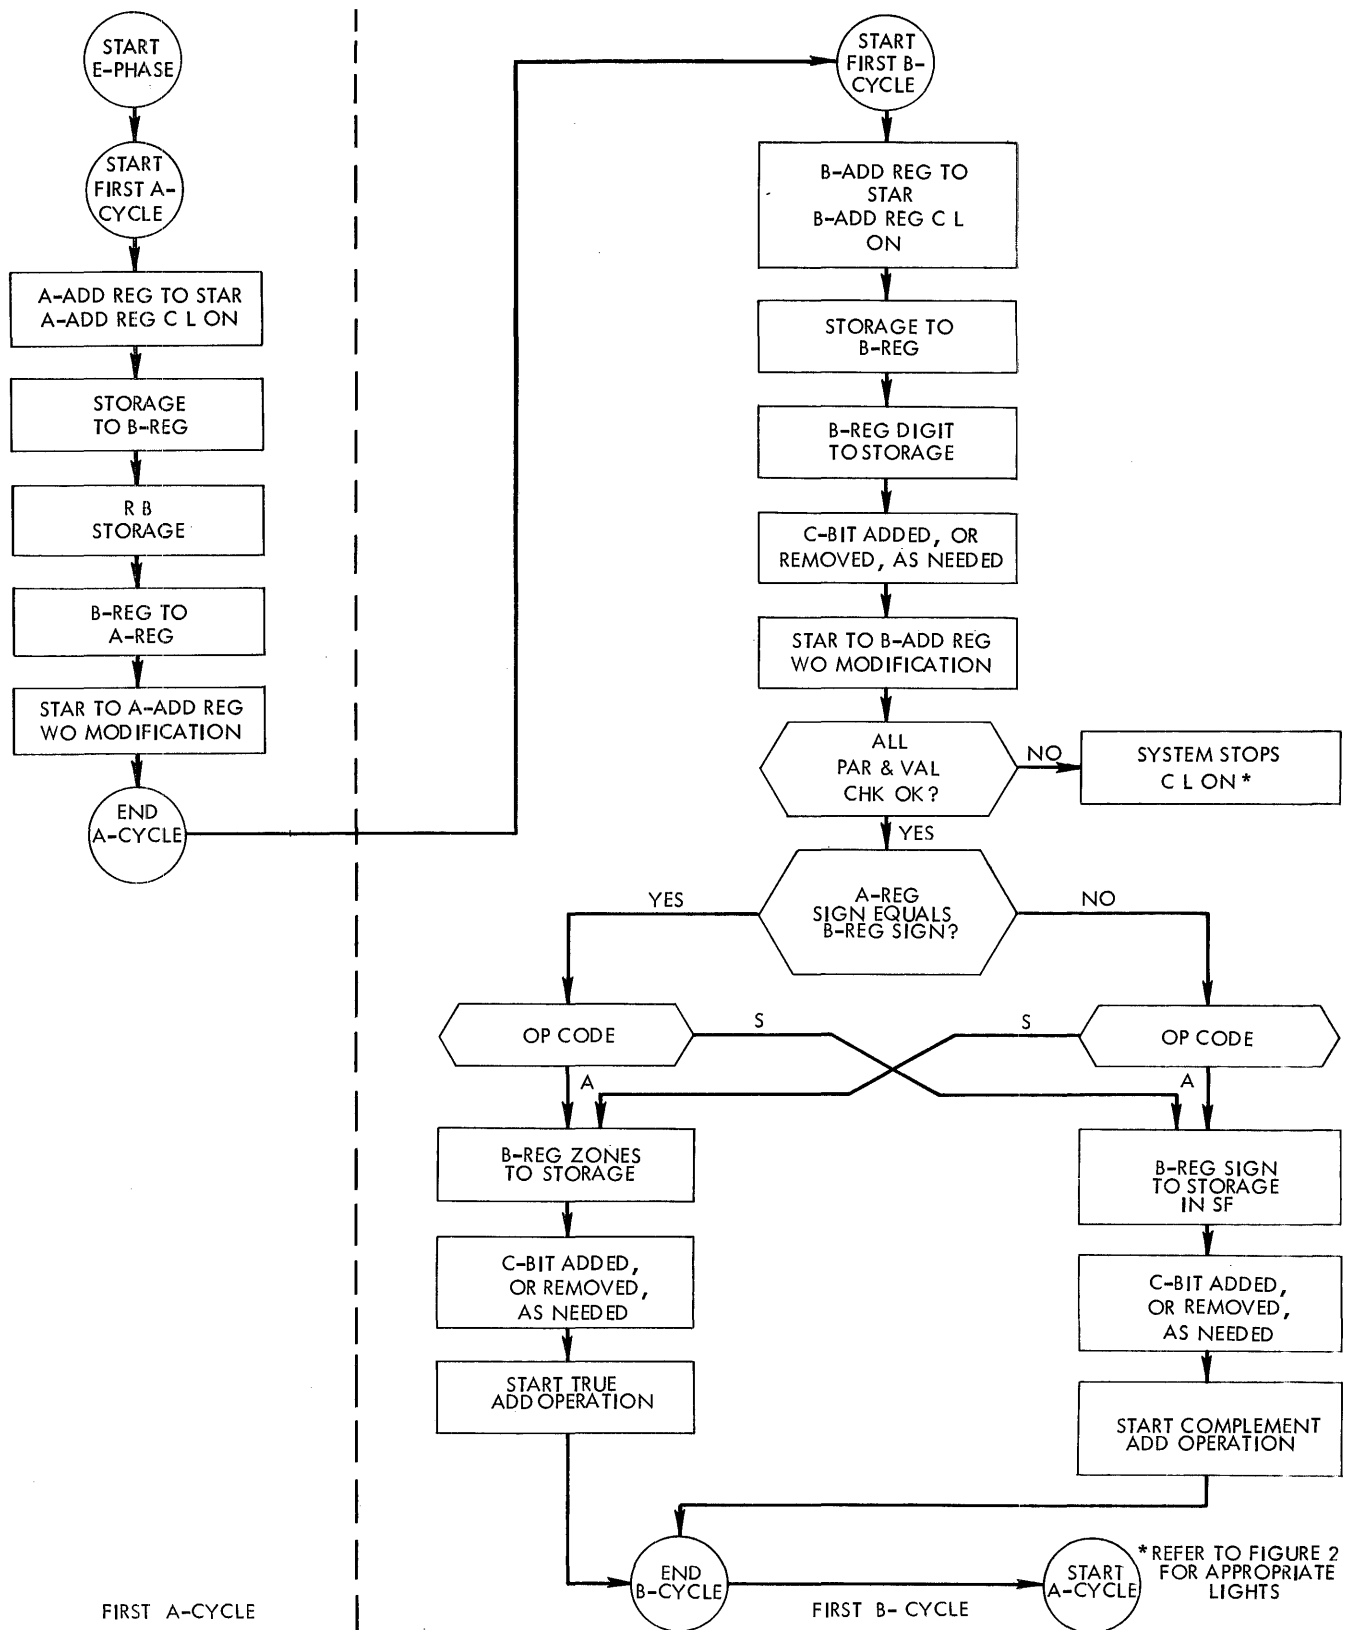 START
E-PHASE
START
FIRST A-
CYCLE
A-ADD REG TO STAR
A-ADD REG C L ON
STORAGE
TO B-REG
R B
STORAGE
B-REG TO
A-REG
STAR TO A-ADD REG
WO MODIFICATION
END
A-CYCLE
FIRST A-CYCLE
START
FIRST B-
CYCLE
B-ADD REG TO
STAR
B-ADD REG C L
ON
STORAGE TO
B-REG
B-REG DIGIT
TO STORAGE
C-BIT ADDED, OR
REMOVED, AS NEEDED
STAR TO B-ADD REG
WO MODIFICATION
ALL
PAR & VAL
CHK OK?
NO
SYSTEM STOPS
C L ON *
YES
A-REG
SIGN EQUALS
B-REG SIGN?
YES
NO
OP CODE
S
S
OP CODE
A
A
B-REG ZONES
TO STORAGE
C-BIT ADDED,
OR REMOVED,
AS NEEDED
START TRUE
ADD OPERATION
B-REG SIGN
TO STORAGE
IN SF
C-BIT ADDED,
OR REMOVED,
AS NEEDED
START COMPLEMENT
ADD OPERATION
END
B-CYCLE
START
A-CYCLE
* REFER TO FIGURE 2
FOR APPROPRIATE
LIGHTS
FIRST B- CYCLE